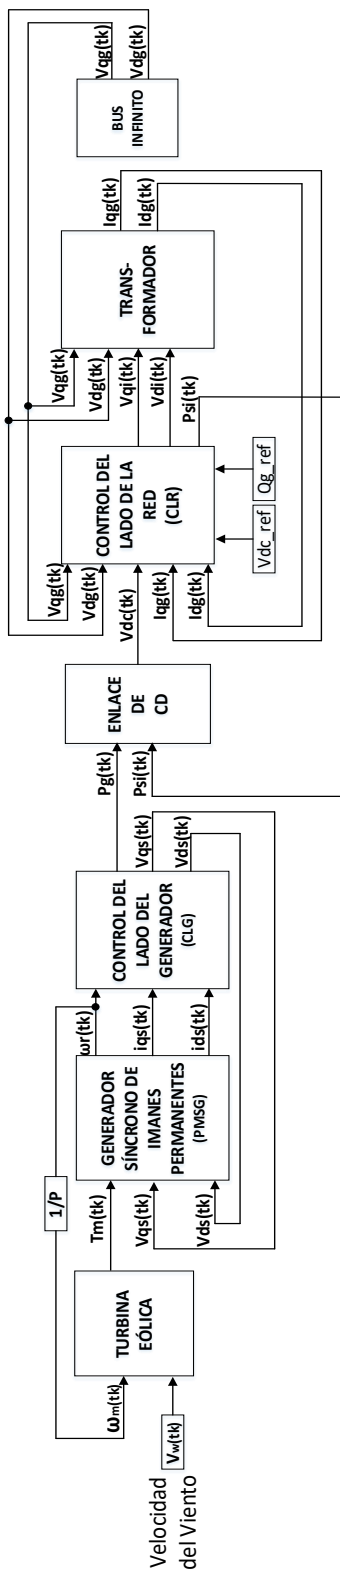 Velocidad
del Viento
Vw(tk)
ωm(tk)
TURBINA
EÓLICA
1/P
Tm(tk)
Vqs(tk)
Vds(tk)
GENERADOR
SÍNCRONO DE
IMANES
PERMANENTES
(PMSG)
ωr(tk)
iqs(tk)
ids(tk)
CONTROL DEL
LADO DEL
GENERADOR
(CLG)
Vqs(tk)
Vds(tk)
Pg(tk)
Psi(tk)
ENLACE
DE
CD
Vqg(tk)
Vdg(tk)
Vdc(tk)
Iqg(tk)
Idg(tk)
CONTROL DEL
LADO DE LA
RED
(CLR)
Vdc_ref
Qg_ref
Vqg(tk)
Vdg(tk)
Vqi(tk)
Vdi(tk)
Psi(tk)
TRANS-
FORMADOR
Iqg(tk)
Idg(tk)
BUS
INFINITO
Vqg(tk)
Vdg(tk)